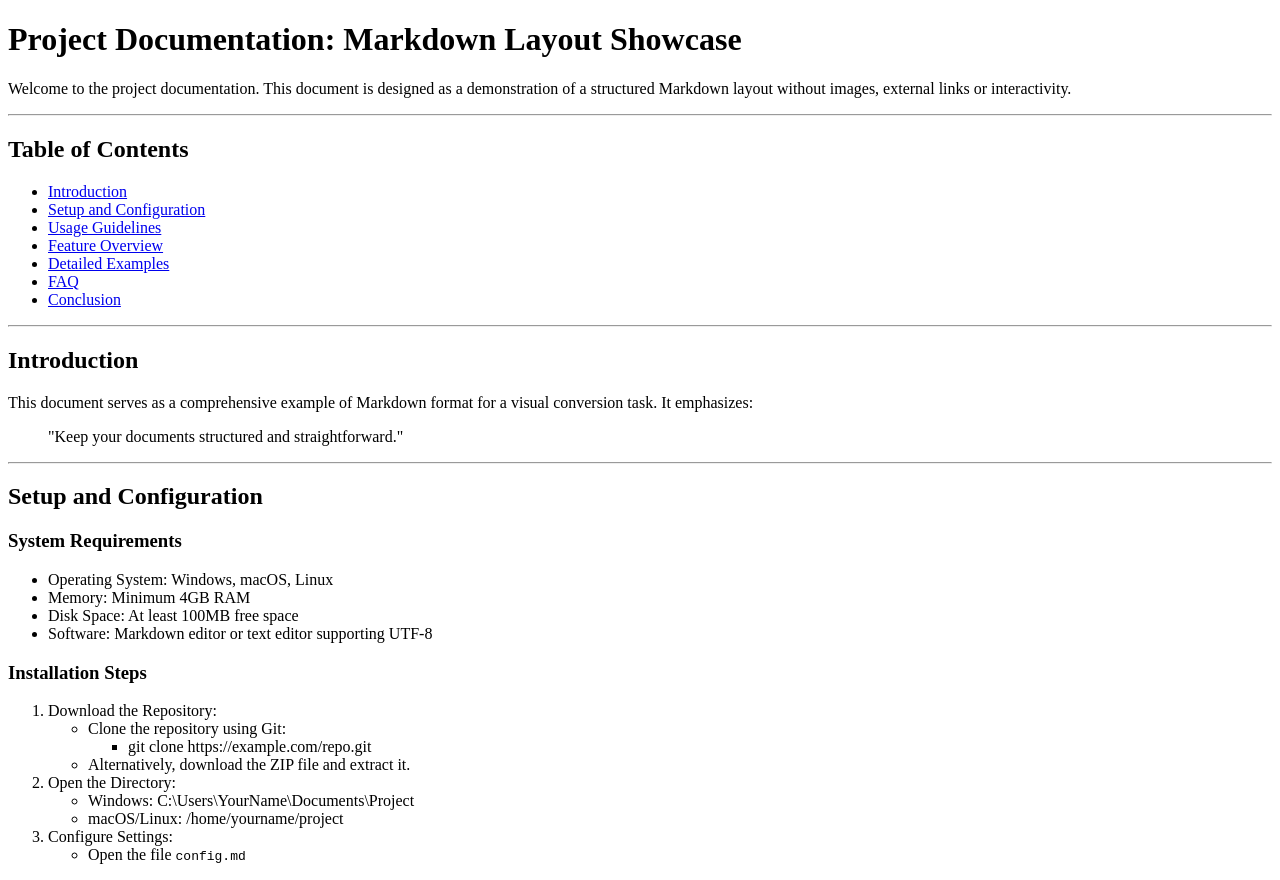 Project Documentation: Markdown Layout Showcase
Welcome to the project documentation. This document is designed as a demonstration of a structured Markdown layout without images, external links or interactivity.
Table of Contents
Introduction
Setup and Configuration
Usage Guidelines
Feature Overview
Detailed Examples
FAQ
Conclusion
Introduction
This document serves as a comprehensive example of Markdown format for a visual conversion task. It emphasizes:
"Keep your documents structured and straightforward."
Setup and Configuration
System Requirements
Operating System: Windows, macOS, Linux
Memory: Minimum 4GB RAM
Disk Space: At least 100MB free space
Software: Markdown editor or text editor supporting UTF-8
Installation Steps
1. Download the Repository:
Clone the repository using Git:
git clone https://example.com/repo.git
Alternatively, download the ZIP file and extract it.
2. Open the Directory:
Windows: C:\Users\YourName\Documents\Project
macOS/Linux: /home/yourname/project
3. Configure Settings:
Open the file config.md